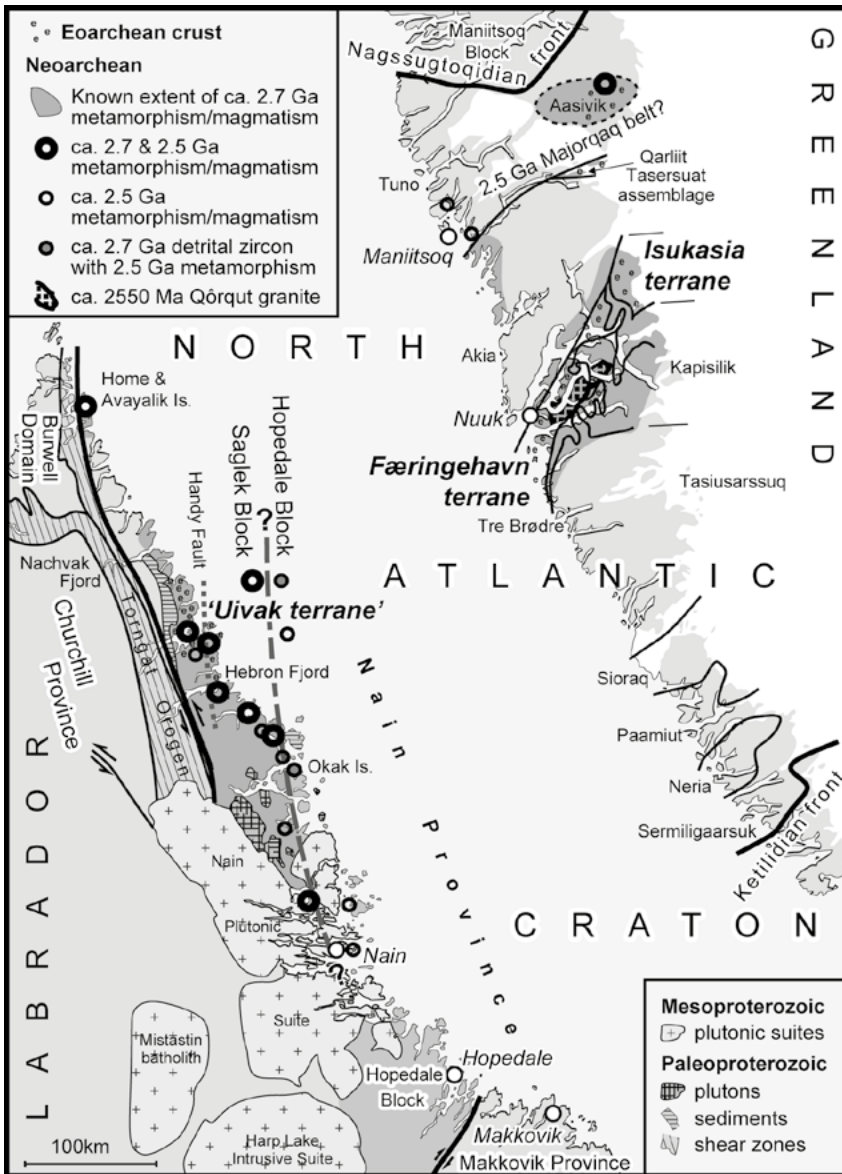 Eoarchean crust
Neoarchean
Known extent of ca. 2.7 Ga
metamorphism/magmatism
ca. 2.7 & 2.5 Ga
metamorphism/magmatism
ca. 2.5 Ga
metamorphism/magmatism
ca. 2.7 Ga detrital zircon
with 2.5 Ga metamorphism
ca. 2550 Ma Qôrqut granite
Maniitsoq
Block
Nagssugtoqidian front
Aasivik
2.5 Ga Majorqaq belt?
Qarliit
Tasersuat
assemblage
Tuno
Maniitsoq
GREENLAND
Isukasia
terrane
NORTH
Akia
Kapisilik
Nuuk
Færingehavn
terrane
Tasiusarssuq
Tre Brødre
ATLANTIC
Home &
Avayalik Is.
Burwell
Domain
Handy Fault
Saglek Block
Hopedale Block
?
Nachvak
Fjord
'Uivak terrane'
Churchill
Province
Torngat
Orogen
Hebron Fjord
Okak Is.
Nain Province
Sioraq
Paamiut
Neria
Sermiligaarsuk
Ketilidian front
CRATON
LABRADOR
Nain
Plutonic
Suite
Nain
?
Mistastin
batholith
Harp Lake
Intrusive Suite
Hopedale
Hopedale
Block
Makkovik
Makkovik Province
100km
Mesoproterozoic
plutonic suites
Paleoproterozoic
plutons
sediments
shear zones